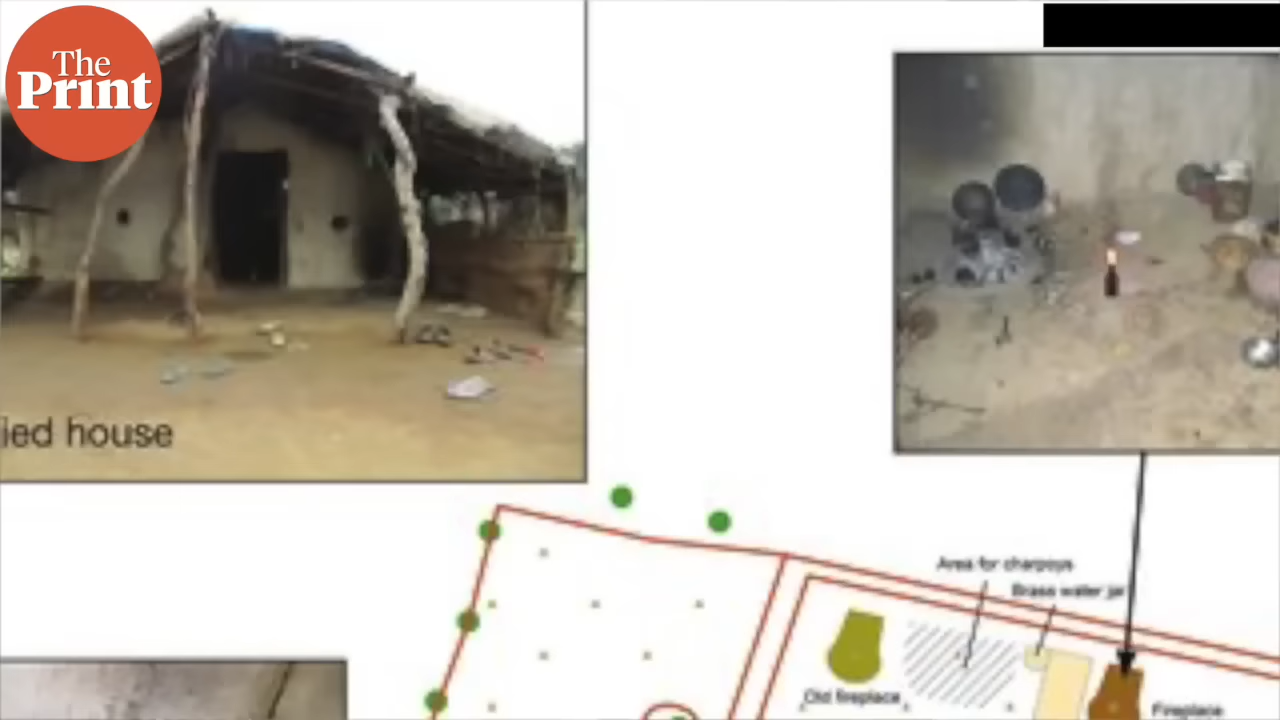 The
Print
ied house
Area for charpoys
Brass water jar
Old fireplace
Fireplace